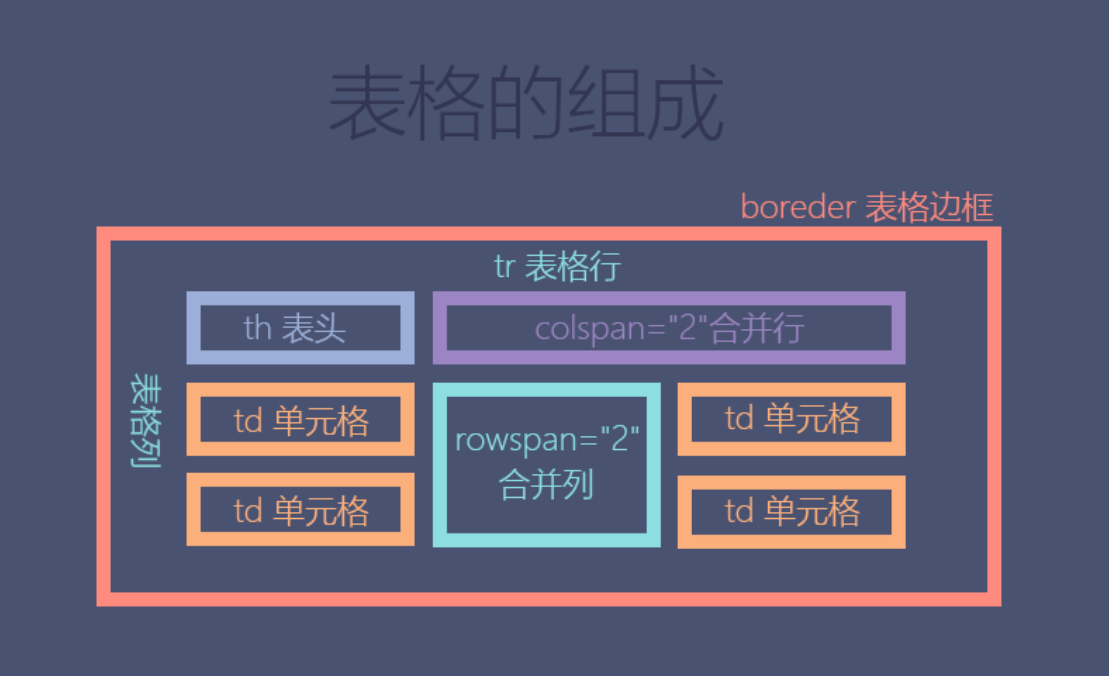 表格的组成
boreder 表格边框
tr 表格行
th 表头
colspan="2"合并行
表格列
td 单元格
rowspan="2"
合并列
td 单元格
td 单元格
td 单元格